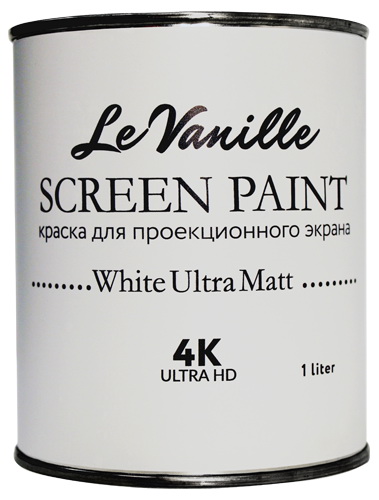 Le Vanille
SCREEN PAINT
краска для проекционного экрана
.........White Ultra Matt.........
4K
ULTRA HD
1 liter